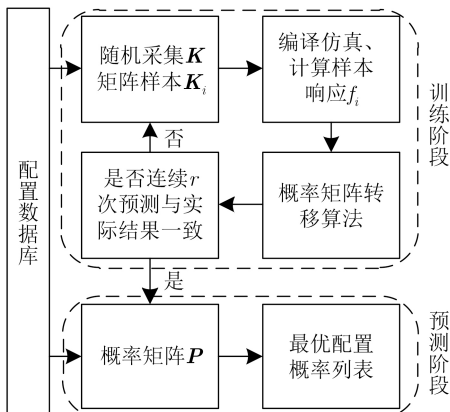 配置数据库
随机采集K
矩阵样本K_i
编译仿真、
计算样本
响应f_i
训练阶段
否
是否连续r
次预测与实
际结果一致
概率矩阵转
移算法
是
概率矩阵P
最优配置
概率列表
预测阶段